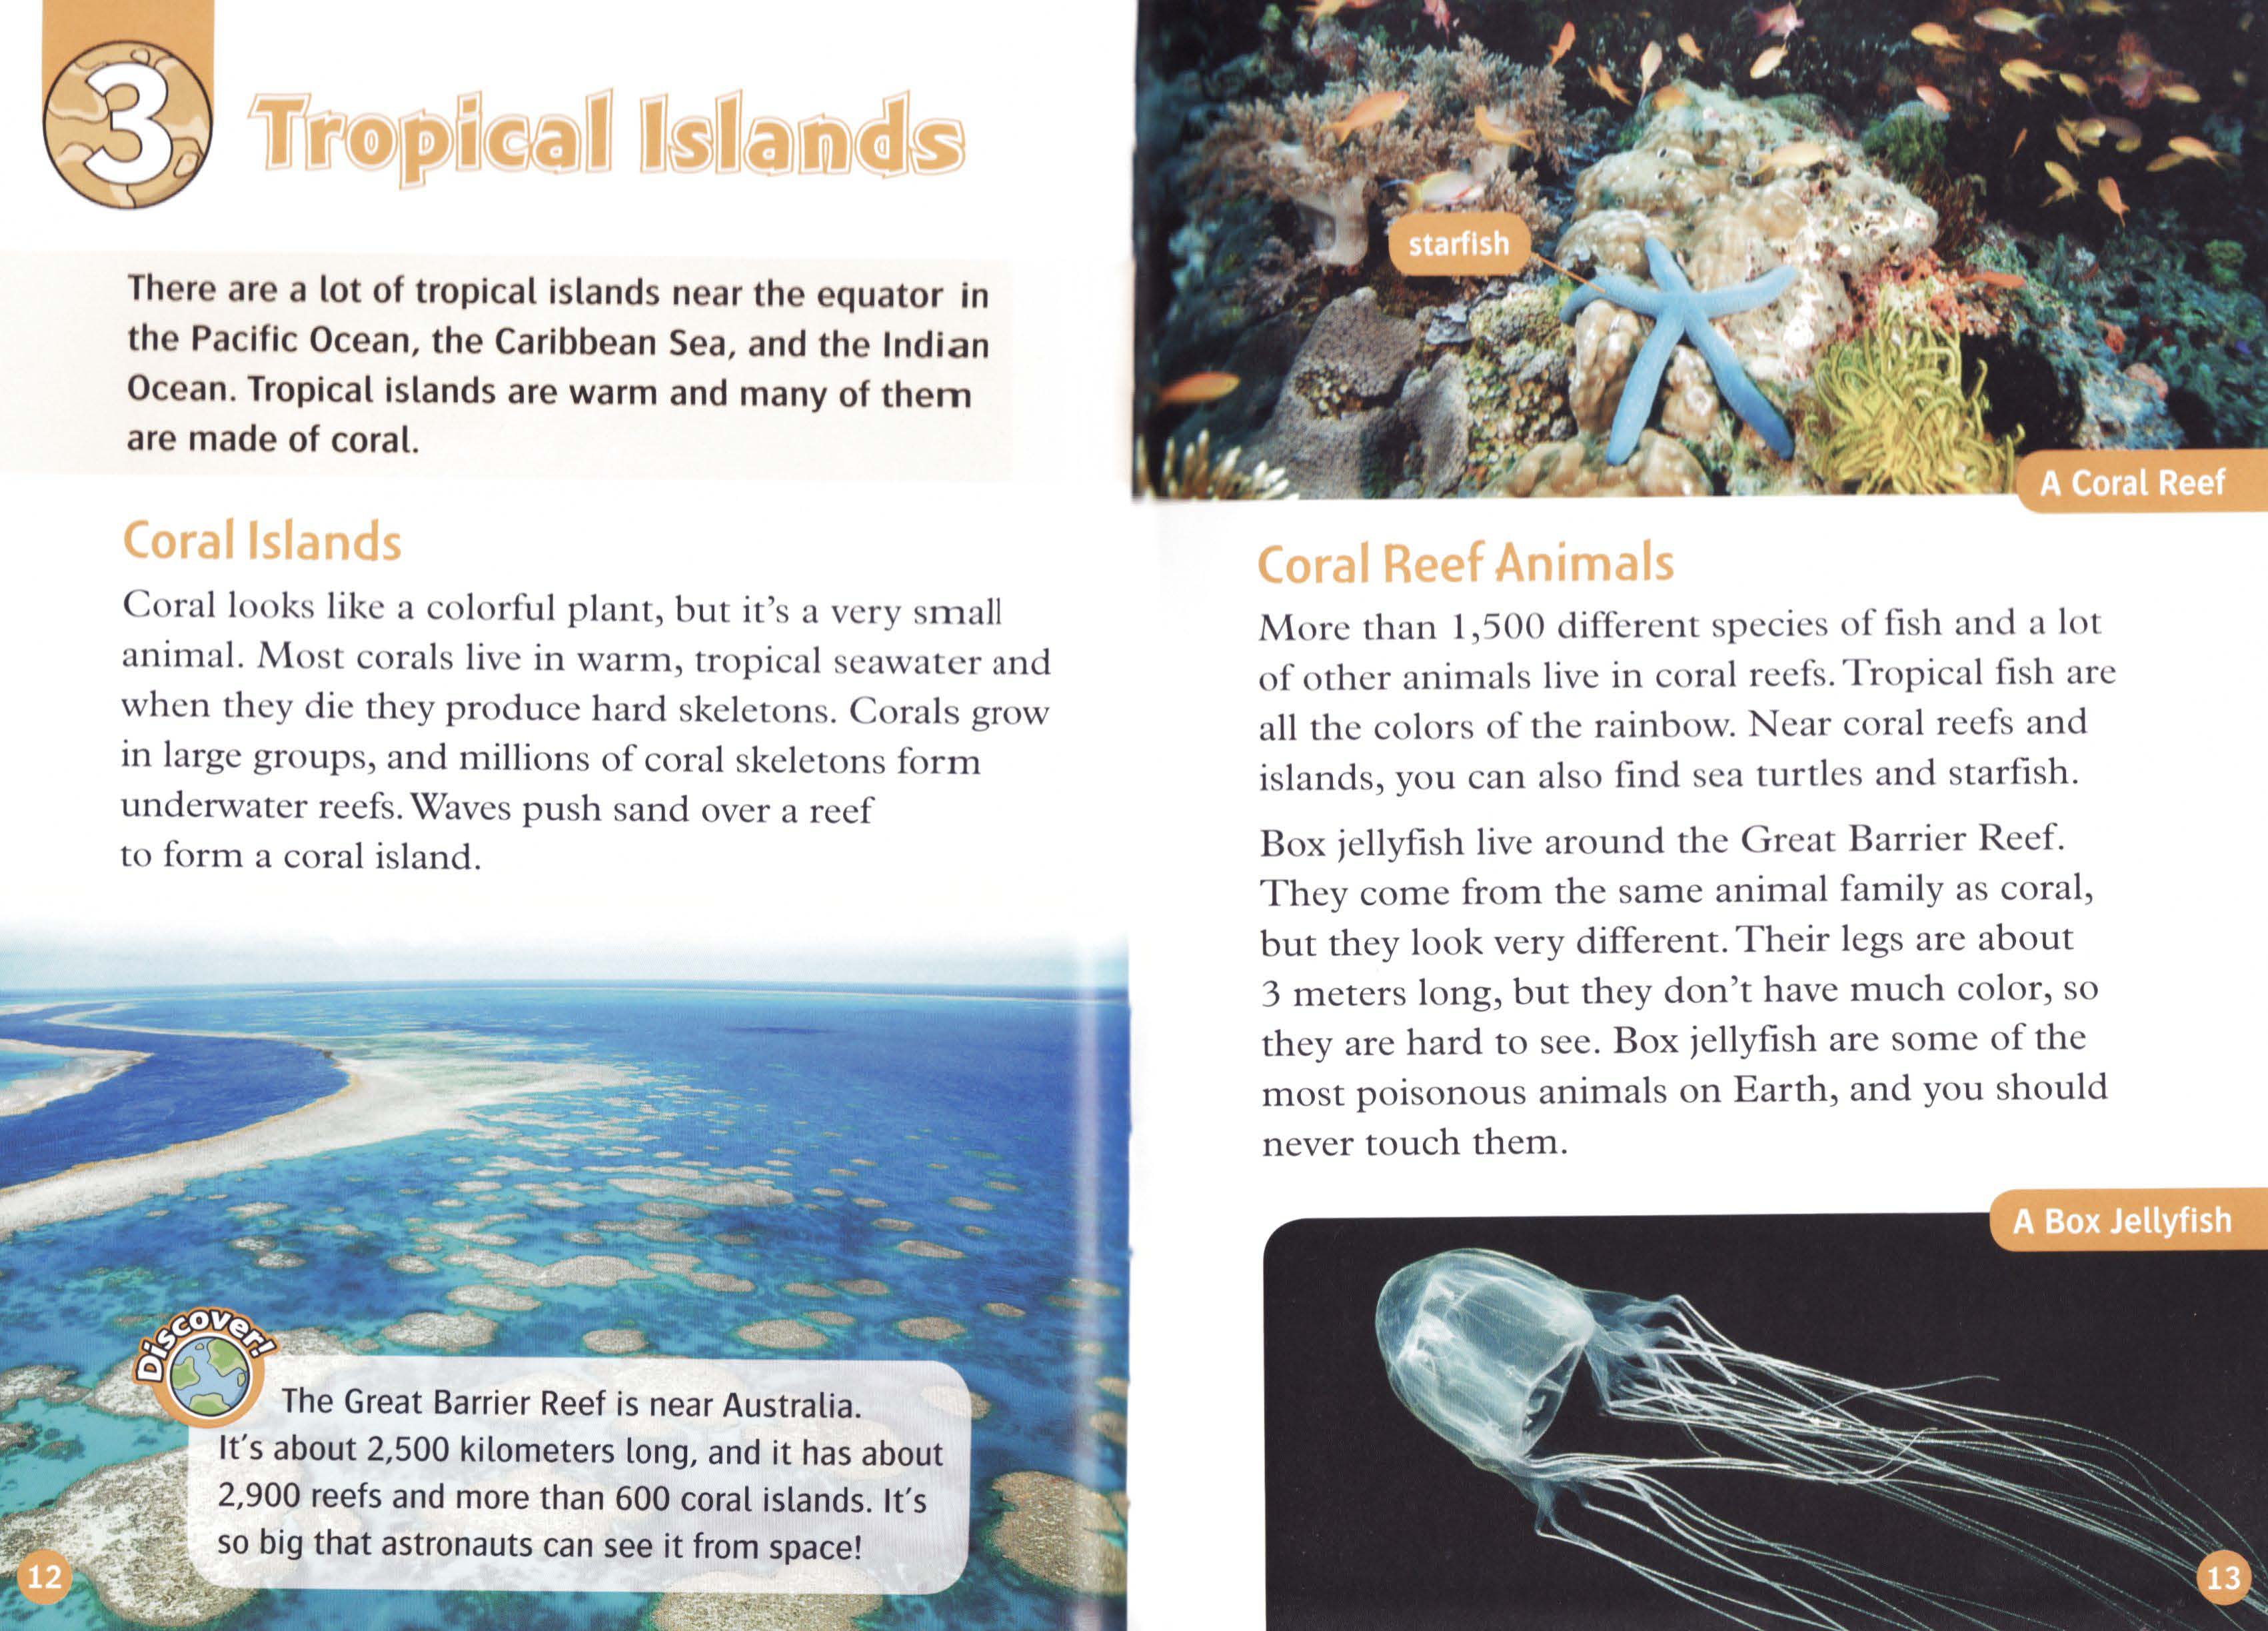 3
Tropical Islands
There are a lot of tropical islands near the equator in
the Pacific Ocean, the Caribbean Sea, and the Indian
Ocean. Tropical islands are warm and many of them
are made of coral.
Coral Islands
Coral looks like a colorful plant, but it's a very small
animal. Most corals live in warm, tropical seawater and
when they die they produce hard skeletons. Corals grow
in large groups, and millions of coral skeletons form
underwater reefs. Waves push sand over a reef
to form a coral island.
Discover!
The Great Barrier Reef is near Australia.
It's about 2,500 kilometers long, and it has about
2,900 reefs and more than 600 coral islands. It's
so big that astronauts can see it from space!
12
starfish
A Coral Reef
Coral Reef Animals
More than 1,500 different species of fish and a lot
of other animals live in coral reefs. Tropical fish are
all the colors of the rainbow. Near coral reefs and
islands, you can also find sea turtles and starfish.
Box jellyfish live around the Great Barrier Reef.
They come from the same animal family as coral,
but they look very different. Their legs are about
3 meters long, but they don't have much color, so
they are hard to see. Box jellyfish are some of the
most poisonous animals on Earth, and you should
never touch them.
A Box Jellyfish
13